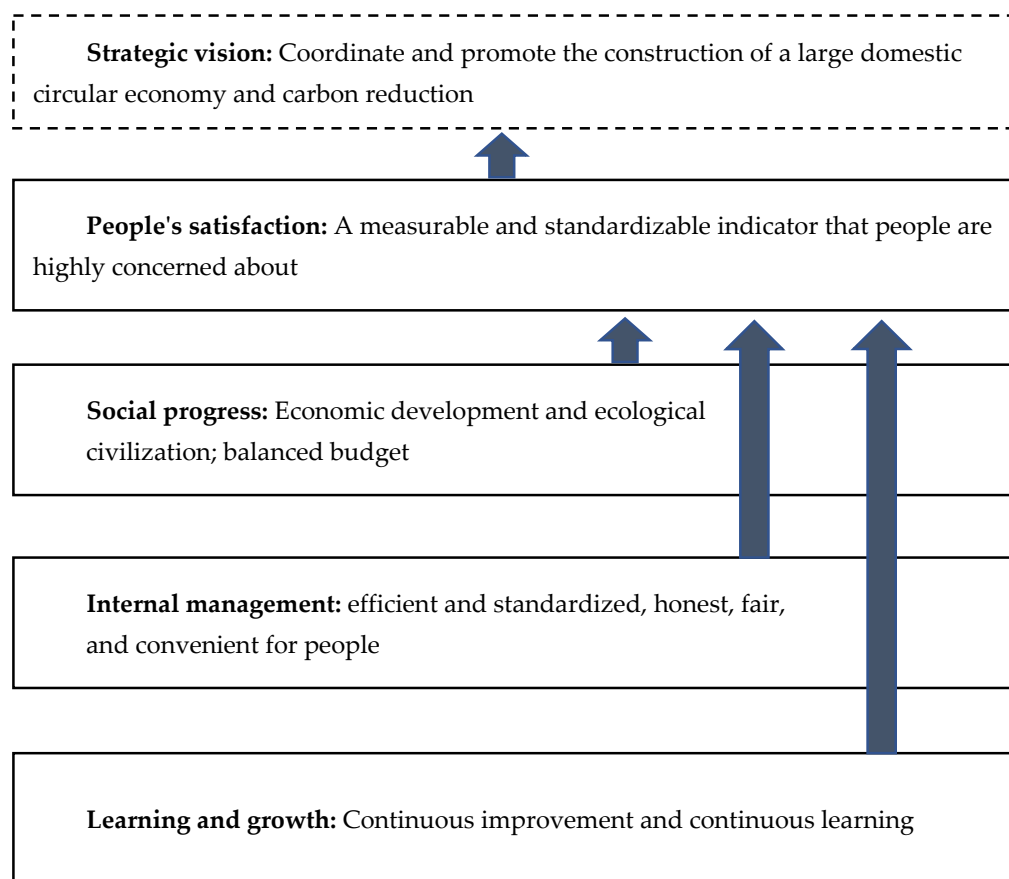 Strategic vision: Coordinate and promote the construction of a large domestic
circular economy and carbon reduction
People's satisfaction: A measurable and standardizable indicator that people are
highly concerned about
Social progress: Economic development and ecological
civilization; balanced budget
Internal management: efficient and standardized, honest, fair,
and convenient for people
Learning and growth: Continuous improvement and continuous learning